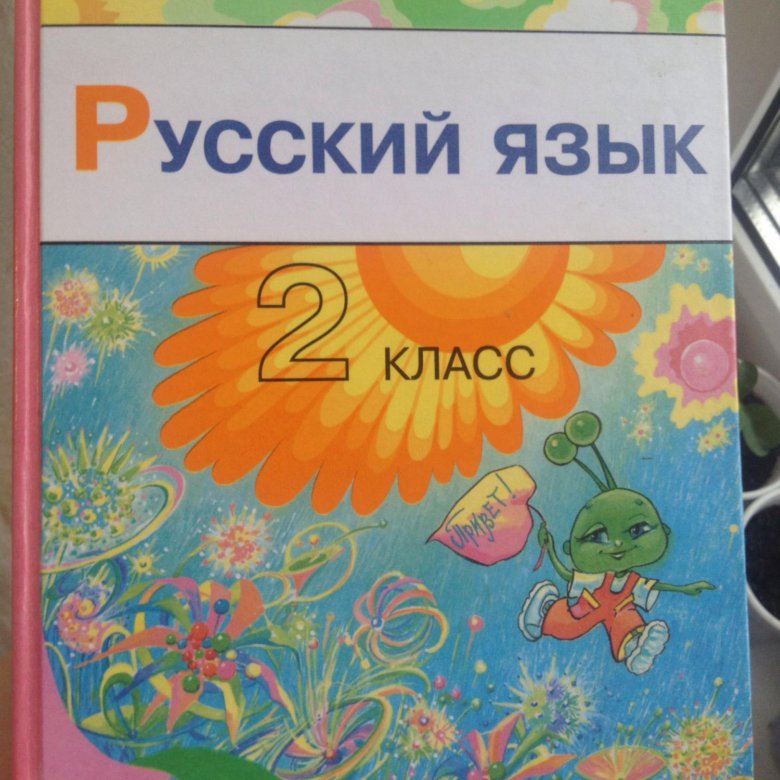 Русский язык
2 класс
Привет!